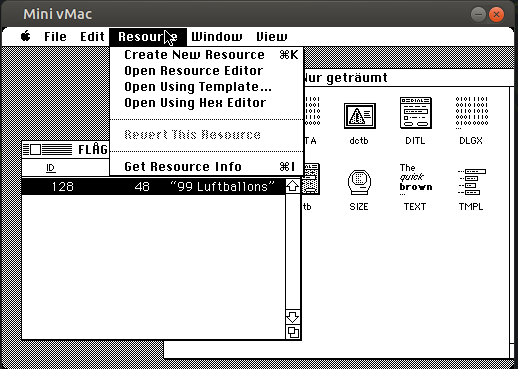 Mini vMac
File Edit Resource Window View
Create New Resource ⌘K
Open Resource Editor
Open Using Template...
Open Using Hex Editor
Revert This Resource
Get Resource Info ⌘I
Nur geträumt
TA dctb DITL DLGX
The quick brown
tb SIZE TEXT TMPL
FLÄG
ID
128 48 “99 Luftballons”